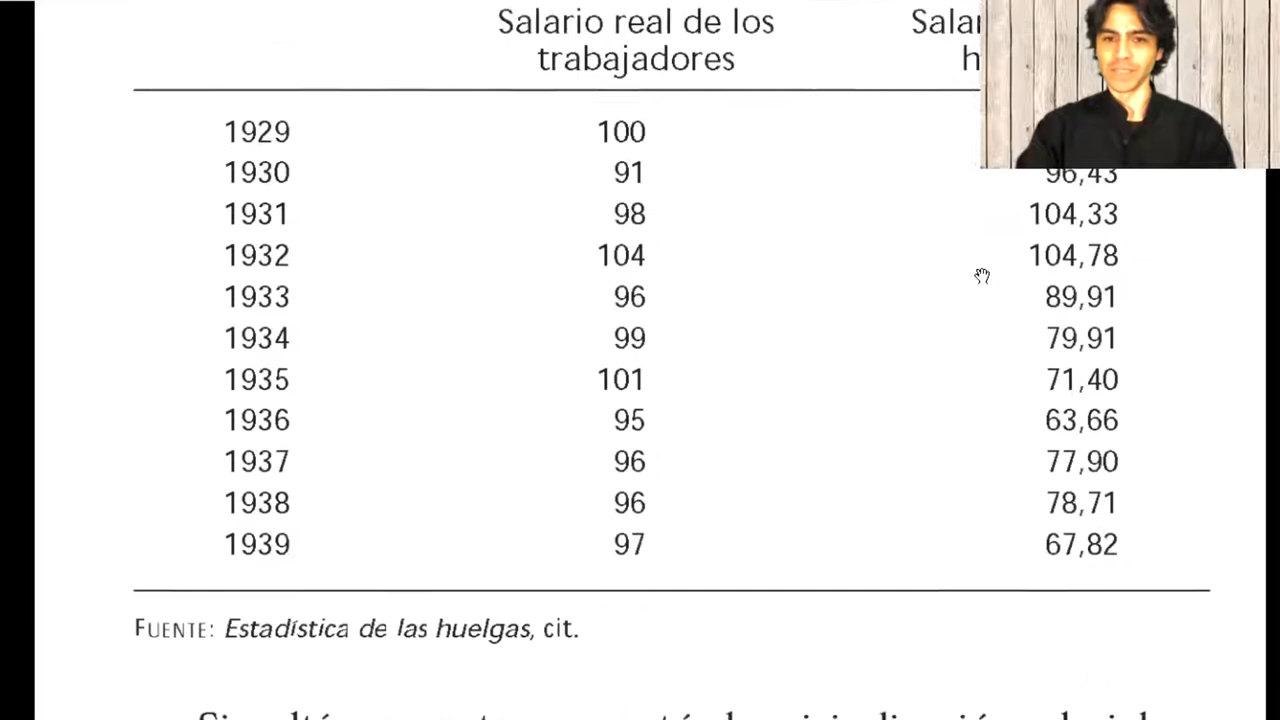 Salario real de los
trabajadores
1929 100
1930 91 96,43
1931 98 104,33
1932 104 104,78
1933 96 89,91
1934 99 79,91
1935 101 71,40
1936 95 63,66
1937 96 77,90
1938 96 78,71
1939 97 67,82
FUENTE: Estadística de las huelgas, cit.